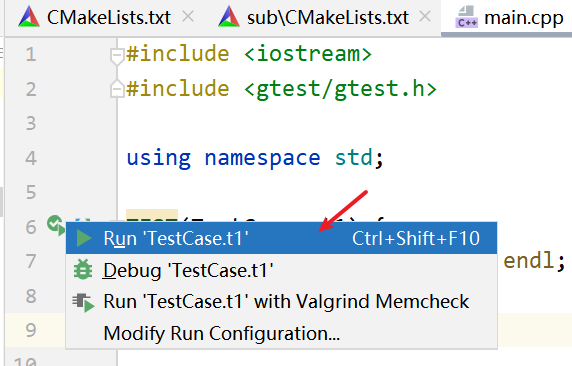 CMakeLists.txt sub\CMakeLists.txt main.cpp
1 #include <iostream>
2 #include <gtest/gtest.h>
3
4 using namespace std;
5
6
Run 'TestCase.t1' Ctrl+Shift+F10
7 endl;
Debug 'TestCase.t1'
8 Run 'TestCase.t1' with Valgrind Memcheck
9 Modify Run Configuration...
10